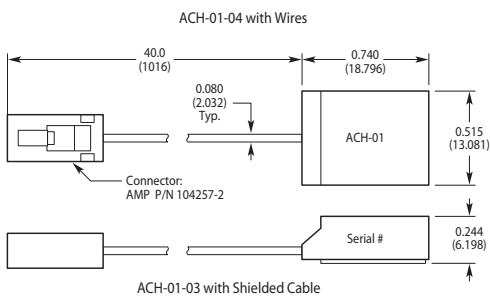 ACH-01-04 with Wires
40.0
(1016)
0.740
(18.796)
0.080
(2.032)
Typ.
ACH-01
0.515
(13.081)
Connector:
AMP P/N 104257-2
Serial #
0.244
(6.198)
ACH-01-03 with Shielded Cable